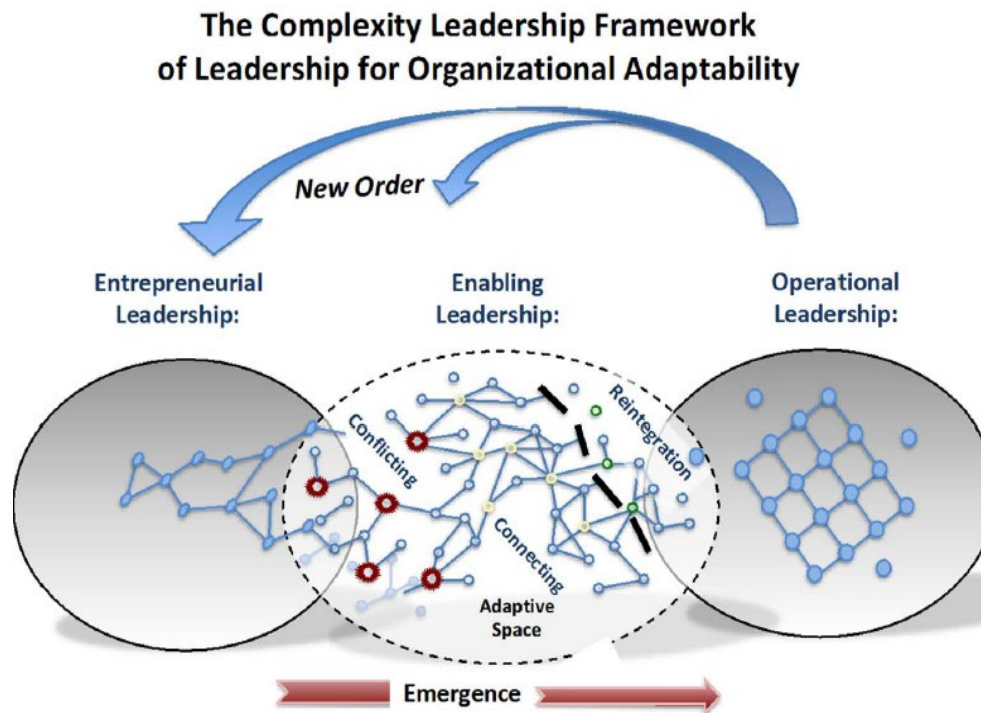 The Complexity Leadership Framework
of Leadership for Organizational Adaptability
New Order
Entrepreneurial
Leadership:
Enabling
Leadership:
Operational
Leadership:
Conflicting
Reintegration
Connecting
Adaptive
Space
Emergence